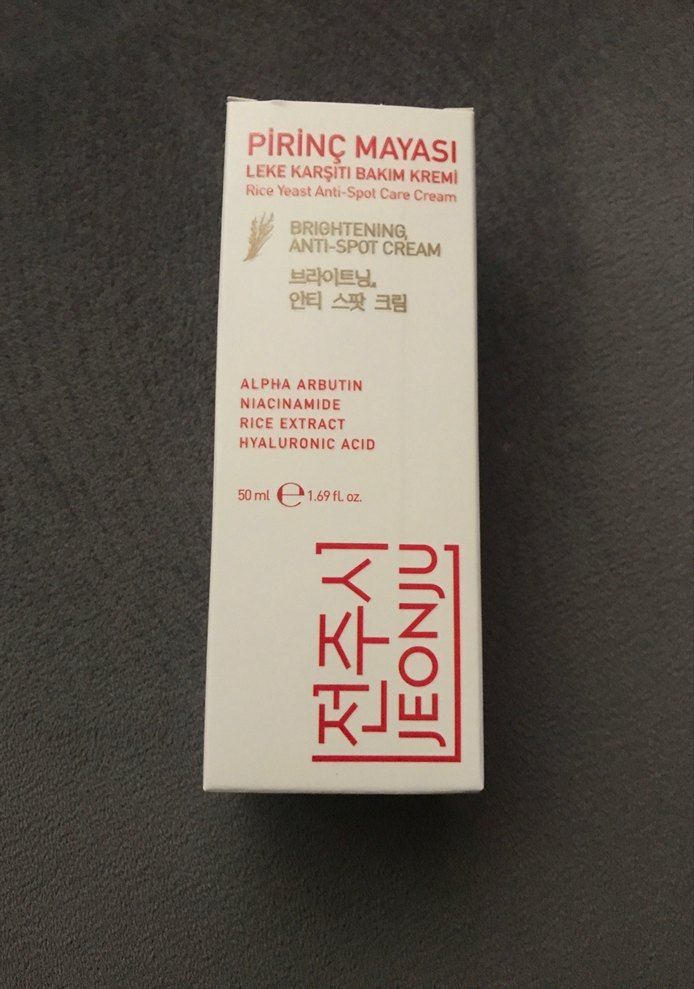 PİRİNÇ MAYASI
LEKE KARŞITI BAKIM KREMİ
Rice Yeast Anti-Spot Care Cream
BRIGHTENING,
ANTI-SPOT CREAM
브라이트닝,
안티 스팟 크림
ALPHA ARBUTIN
NIACINAMIDE
RICE EXTRACT
HYALURONIC ACID
50 ml ℮ 1.69 fl. oz.
전주시
JEONJU